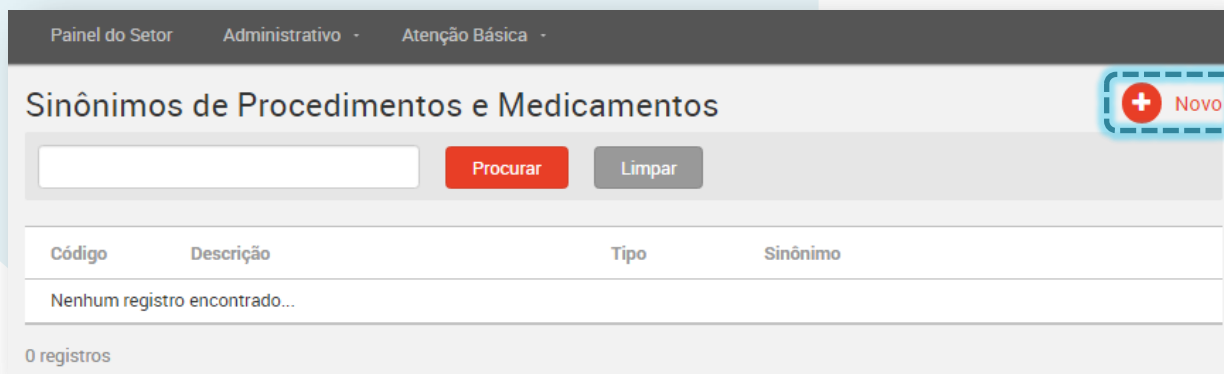 Painel do Setor Administrativo - Atenção Básica -
Sinônimos de Procedimentos e Medicamentos
Novo
Procurar Limpar
Código Descrição Tipo Sinônimo
Nenhum registro encontrado...
0 registros